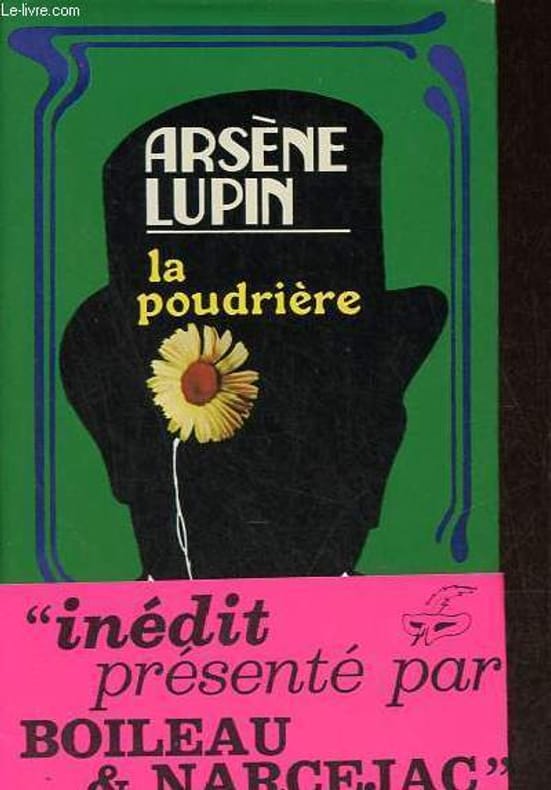 Le-livre.com
ARSÈNE
LUPIN
la
poudrière
“inédit
présenté par
BOILEAU
& NARCEJAC”